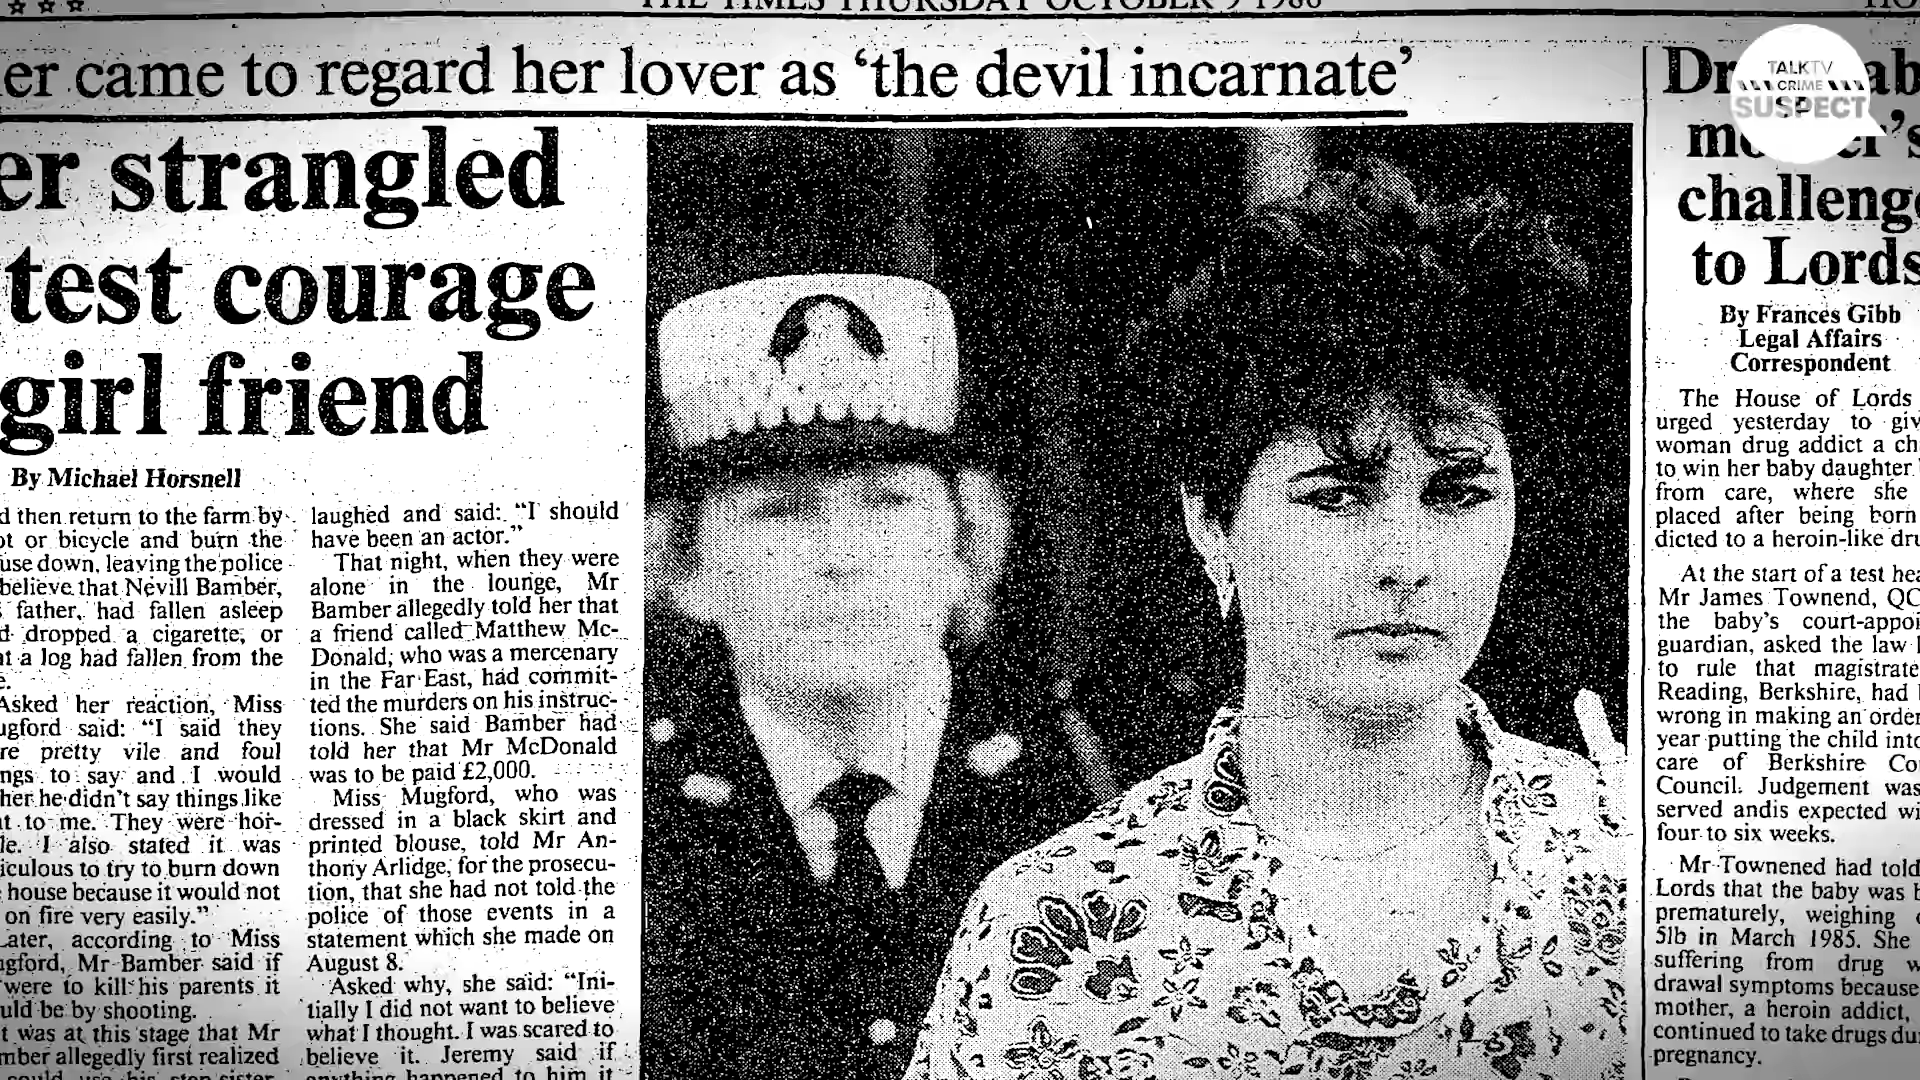 THE TIMES THURSDAY OCTOBER 9 1986
er came to regard her lover as ‘the devil incarnate’
er strangled
test courage
girl friend
By Michael Horsnell
d then return to the farm by
ot or bicycle and burn the
use down, leaving the police
believe that Nevill Bamber,
s father, had fallen asleep
d dropped a cigarette, or
at a log had fallen from the
e.
Asked her reaction, Miss
ugford said: “I said they
re pretty vile and foul
ngs to say and I would
her he didn’t say things like
at to me. They were hor-
le. I also stated it was
iculous to try to burn down
e house because it would not
on fire very easily.”
Later, according to Miss
ugford, Mr Bamber said if
were to kill his parents it
uld be by shooting.
t was at this stage that Mr
mber allegedly first realized
laughed and said: “I should
have been an actor.”
That night, when they were
alone in the lounge, Mr
Bamber allegedly told her that
a friend called Matthew Mc-
Donald, who was a mercenary
in the Far East, had commit-
ted the murders on his instruc-
tions. She said Bamber had
told her that Mr McDonald
was to be paid £2,000.
Miss Mugford, who was
dressed in a black skirt and
printed blouse, told Mr An-
thony Arlidge, for the prosecu-
tion, that she had not told the
police of those events in a
statement which she made on
August 8.
Asked why, she said: “Ini-
tially I did not want to believe
what I thought. I was scared to
believe it. Jeremy said if
anything happened to him it
TALKTV
CRIME
SUSPECT
challeng
to Lords
By Frances Gibb
Legal Affairs
Correspondent
The House of Lords
urged yesterday to giv
woman drug addict a ch
to win her baby daughter
from care, where she
placed after being born
dicted to a heroin-like dru
At the start of a test hea
Mr James Townend, QC
the baby’s court-appoi
guardian, asked the law l
to rule that magistrate
Reading, Berkshire, had
wrong in making an order
year putting the child into
care of Berkshire Co
Council. Judgement was
served andis expected wi
four to six weeks.
Mr Townened had told
Lords that the baby was b
prematurely, weighing
5lb in March 1985. She
suffering from drug w
drawal symptoms because
mother, a heroin addict,
continued to take drugs du
pregnancy.